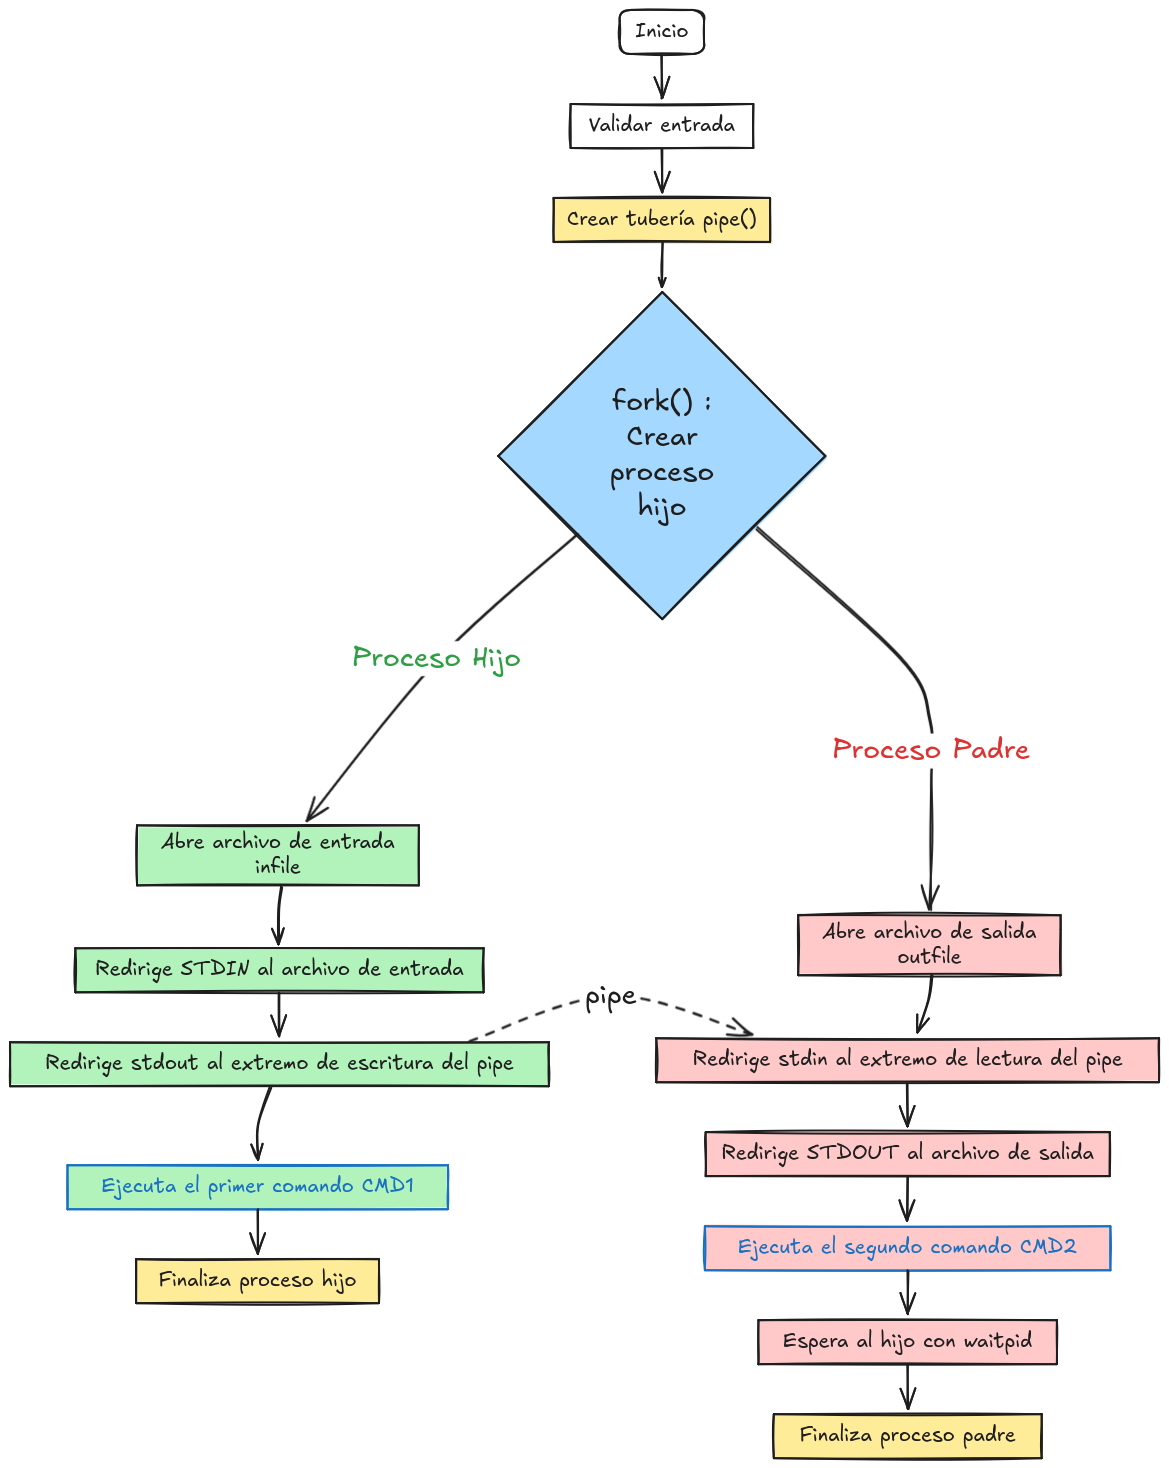 Inicio
Validar entrada
Crear tubería pipe()
fork() :
Crear
proceso
hijo
Proceso Hijo
Proceso Padre
Abre archivo de entrada
infile
Redirige STDIN al archivo de entrada
Redirige stdout al extremo de escritura del pipe
Ejecuta el primer comando CMD1
Finaliza proceso hijo
pipe
Abre archivo de salida
outfile
Redirige stdin al extremo de lectura del pipe
Redirige STDOUT al archivo de salida
Ejecuta el segundo comando CMD2
Espera al hijo con waitpid
Finaliza proceso padre